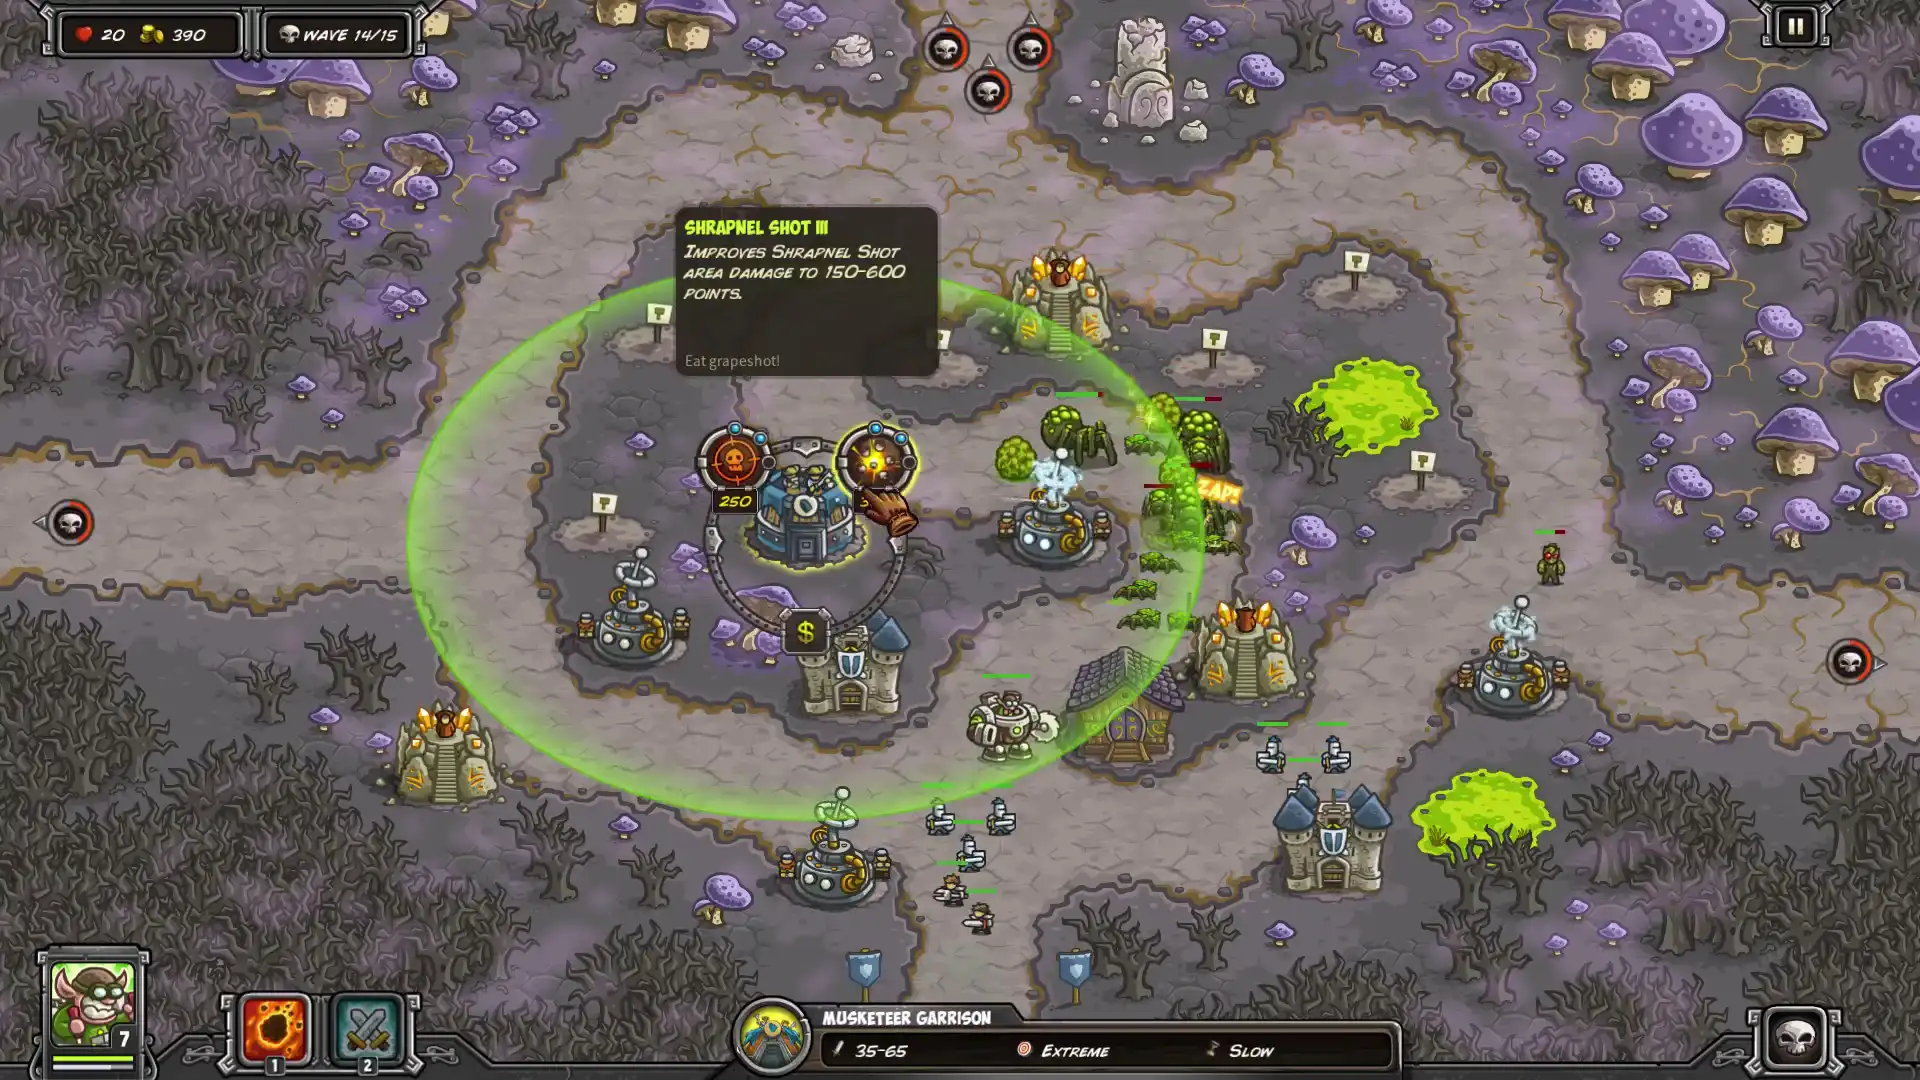 20 390 WAVE 14/15
SHRAPNEL SHOT III
IMPROVES SHRAPNEL SHOT
AREA DAMAGE TO 150-600
POINTS.
Eat grapeshot!
250
$
ZAP!
7
1
2
MUSKETEER GARRISON
35-65 EXTREME SLOW